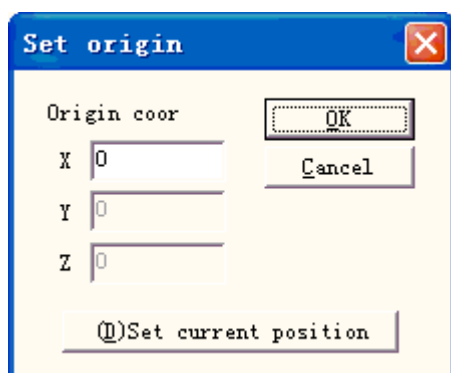 Set origin
Origin coor
OK
X 0
Cancel
Y 0
Z 0
(D)Set current position